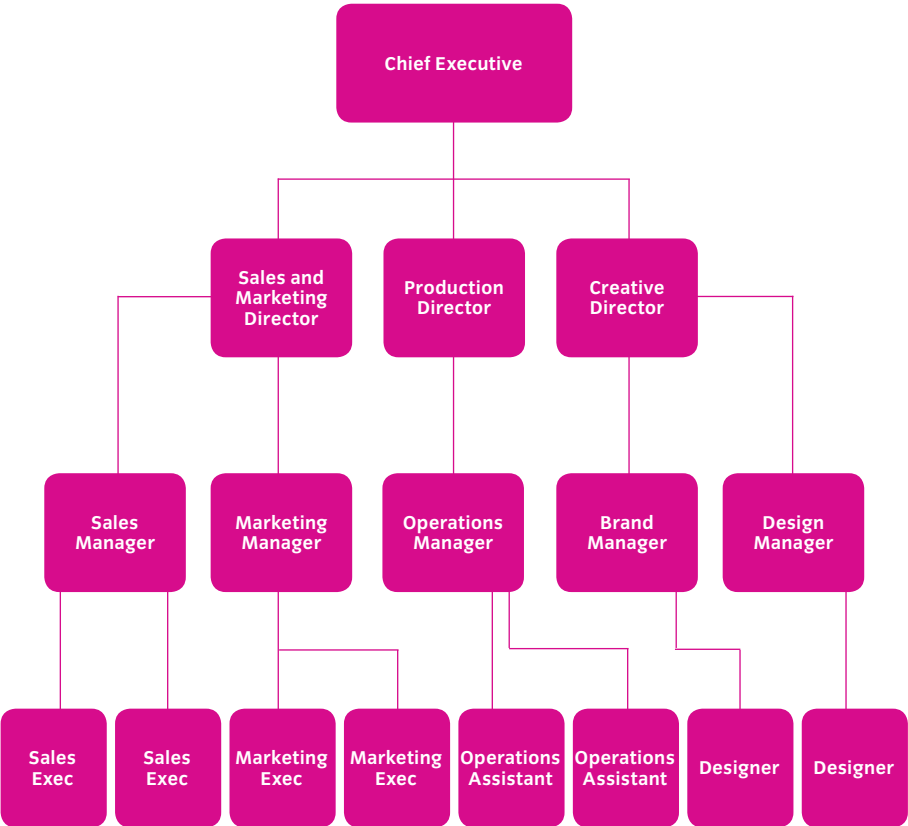 Chief Executive
Sales and
Marketing
Director
Production
Director
Creative
Director
Sales
Manager
Marketing
Manager
Operations
Manager
Brand
Manager
Design
Manager
Sales
Exec
Sales
Exec
Marketing
Exec
Marketing
Exec
Operations
Assistant
Operations
Assistant
Designer
Designer